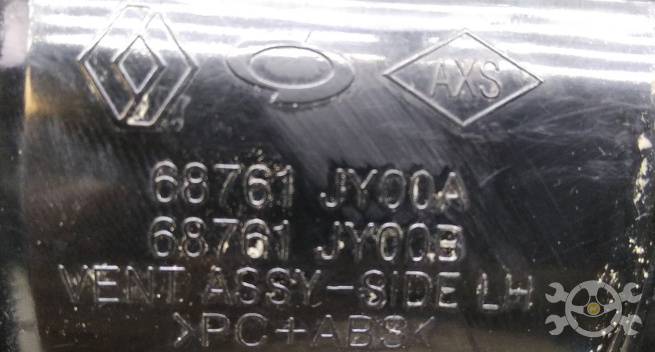 AXS
68761 JY00A
68761 JY00B
VENT ASSY-SIDE LH
>PC+ABS<